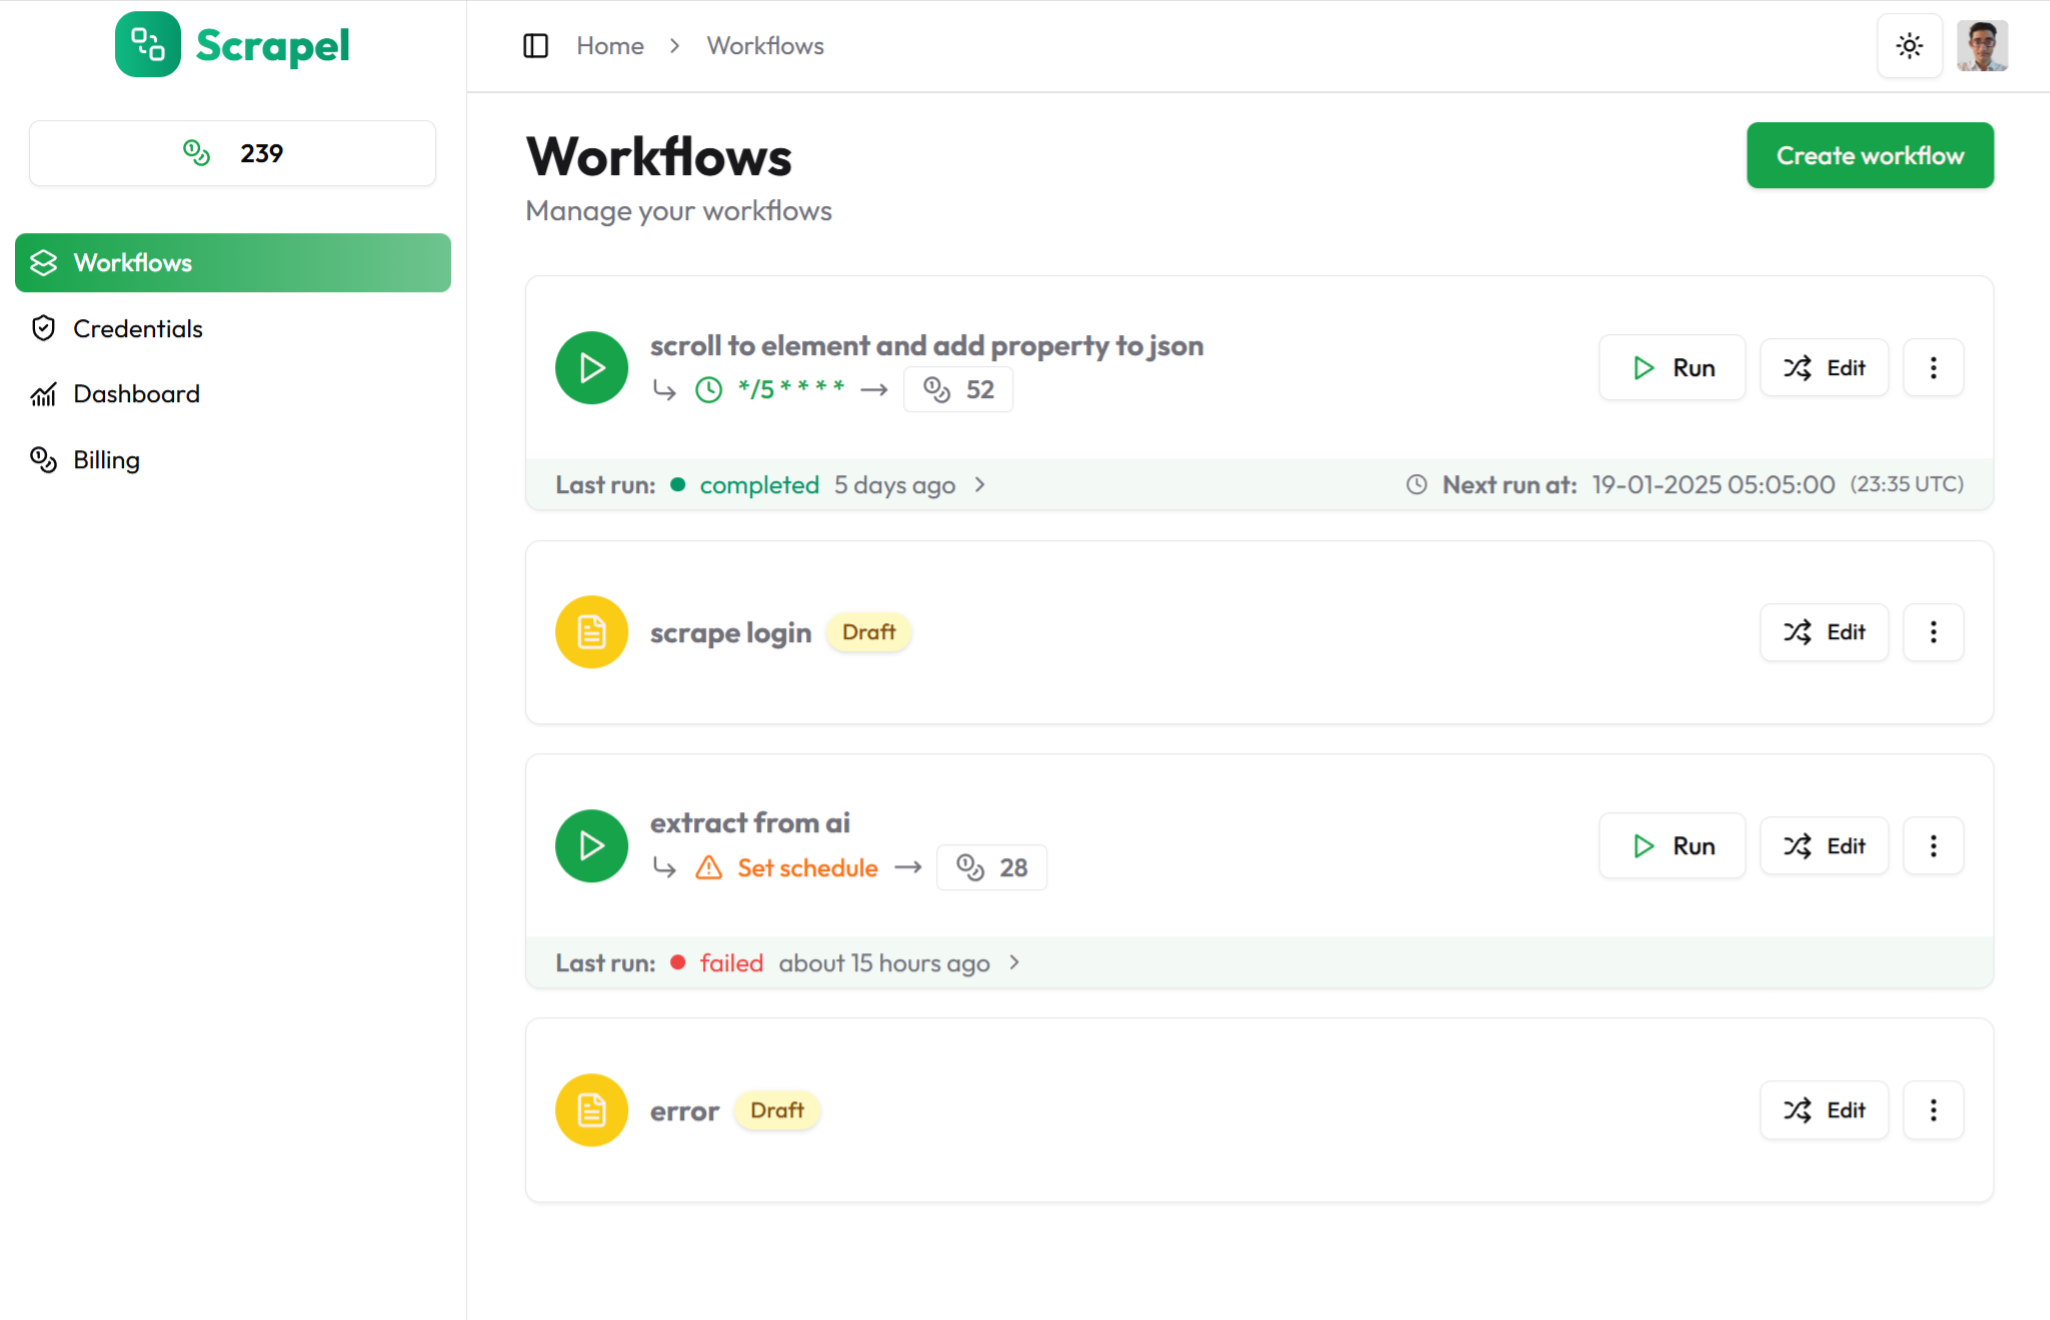 Scrapel
239
Workflows
Credentials
Dashboard
Billing
Home > Workflows
Workflows
Manage your workflows
Create workflow
scroll to element and add property to json
*/5 * * * * → 52
Run Edit
Last run: completed 5 days ago >
Next run at: 19-01-2025 05:05:00 (23:35 UTC)
scrape login Draft
Edit
extract from ai
Set schedule → 28
Run Edit
Last run: failed about 15 hours ago >
error Draft
Edit